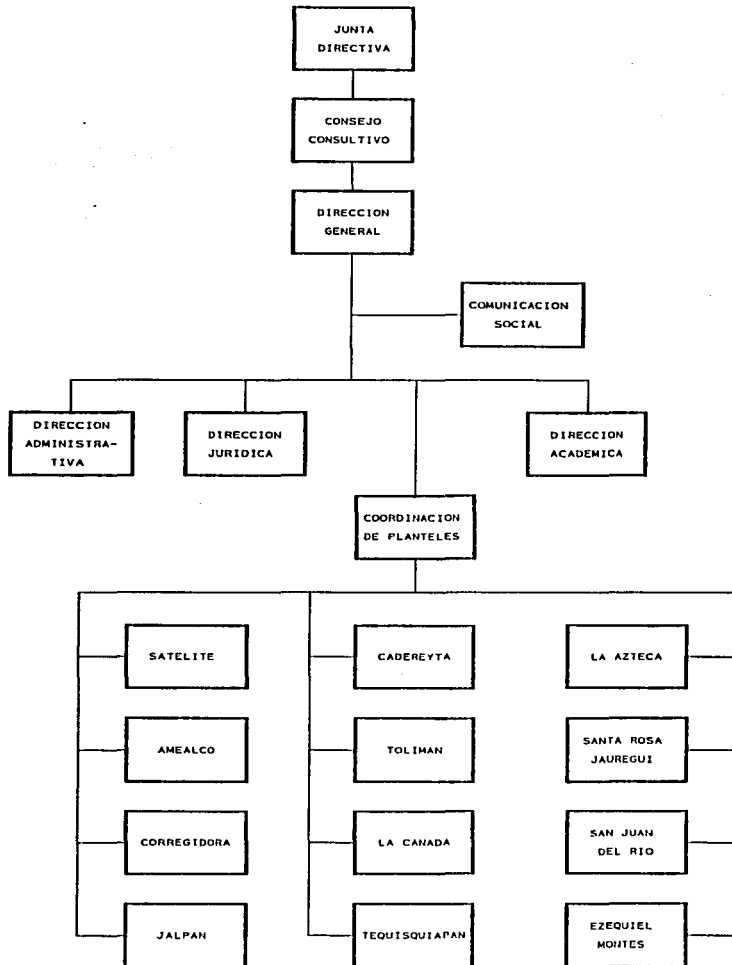 JUNTA
DIRECTIVA
CONSEJO
CONSULTIVO
DIRECCION
GENERAL
COMUNICACION
SOCIAL
DIRECCION
ADMINISTRA-
TIVA
DIRECCION
JURIDICA
DIRECCION
ACADEMICA
COORDINACION
DE PLANTELES
SATELITE
CADEREYTA
LA AZTECA
AMEALCO
TOLIMAN
SANTA ROSA
JAUREGUI
CORREGIDORA
LA CANADA
SAN JUAN
DEL RIO
JALPAN
TEQUISQUIAPAN
EZEQUIEL
MONTES